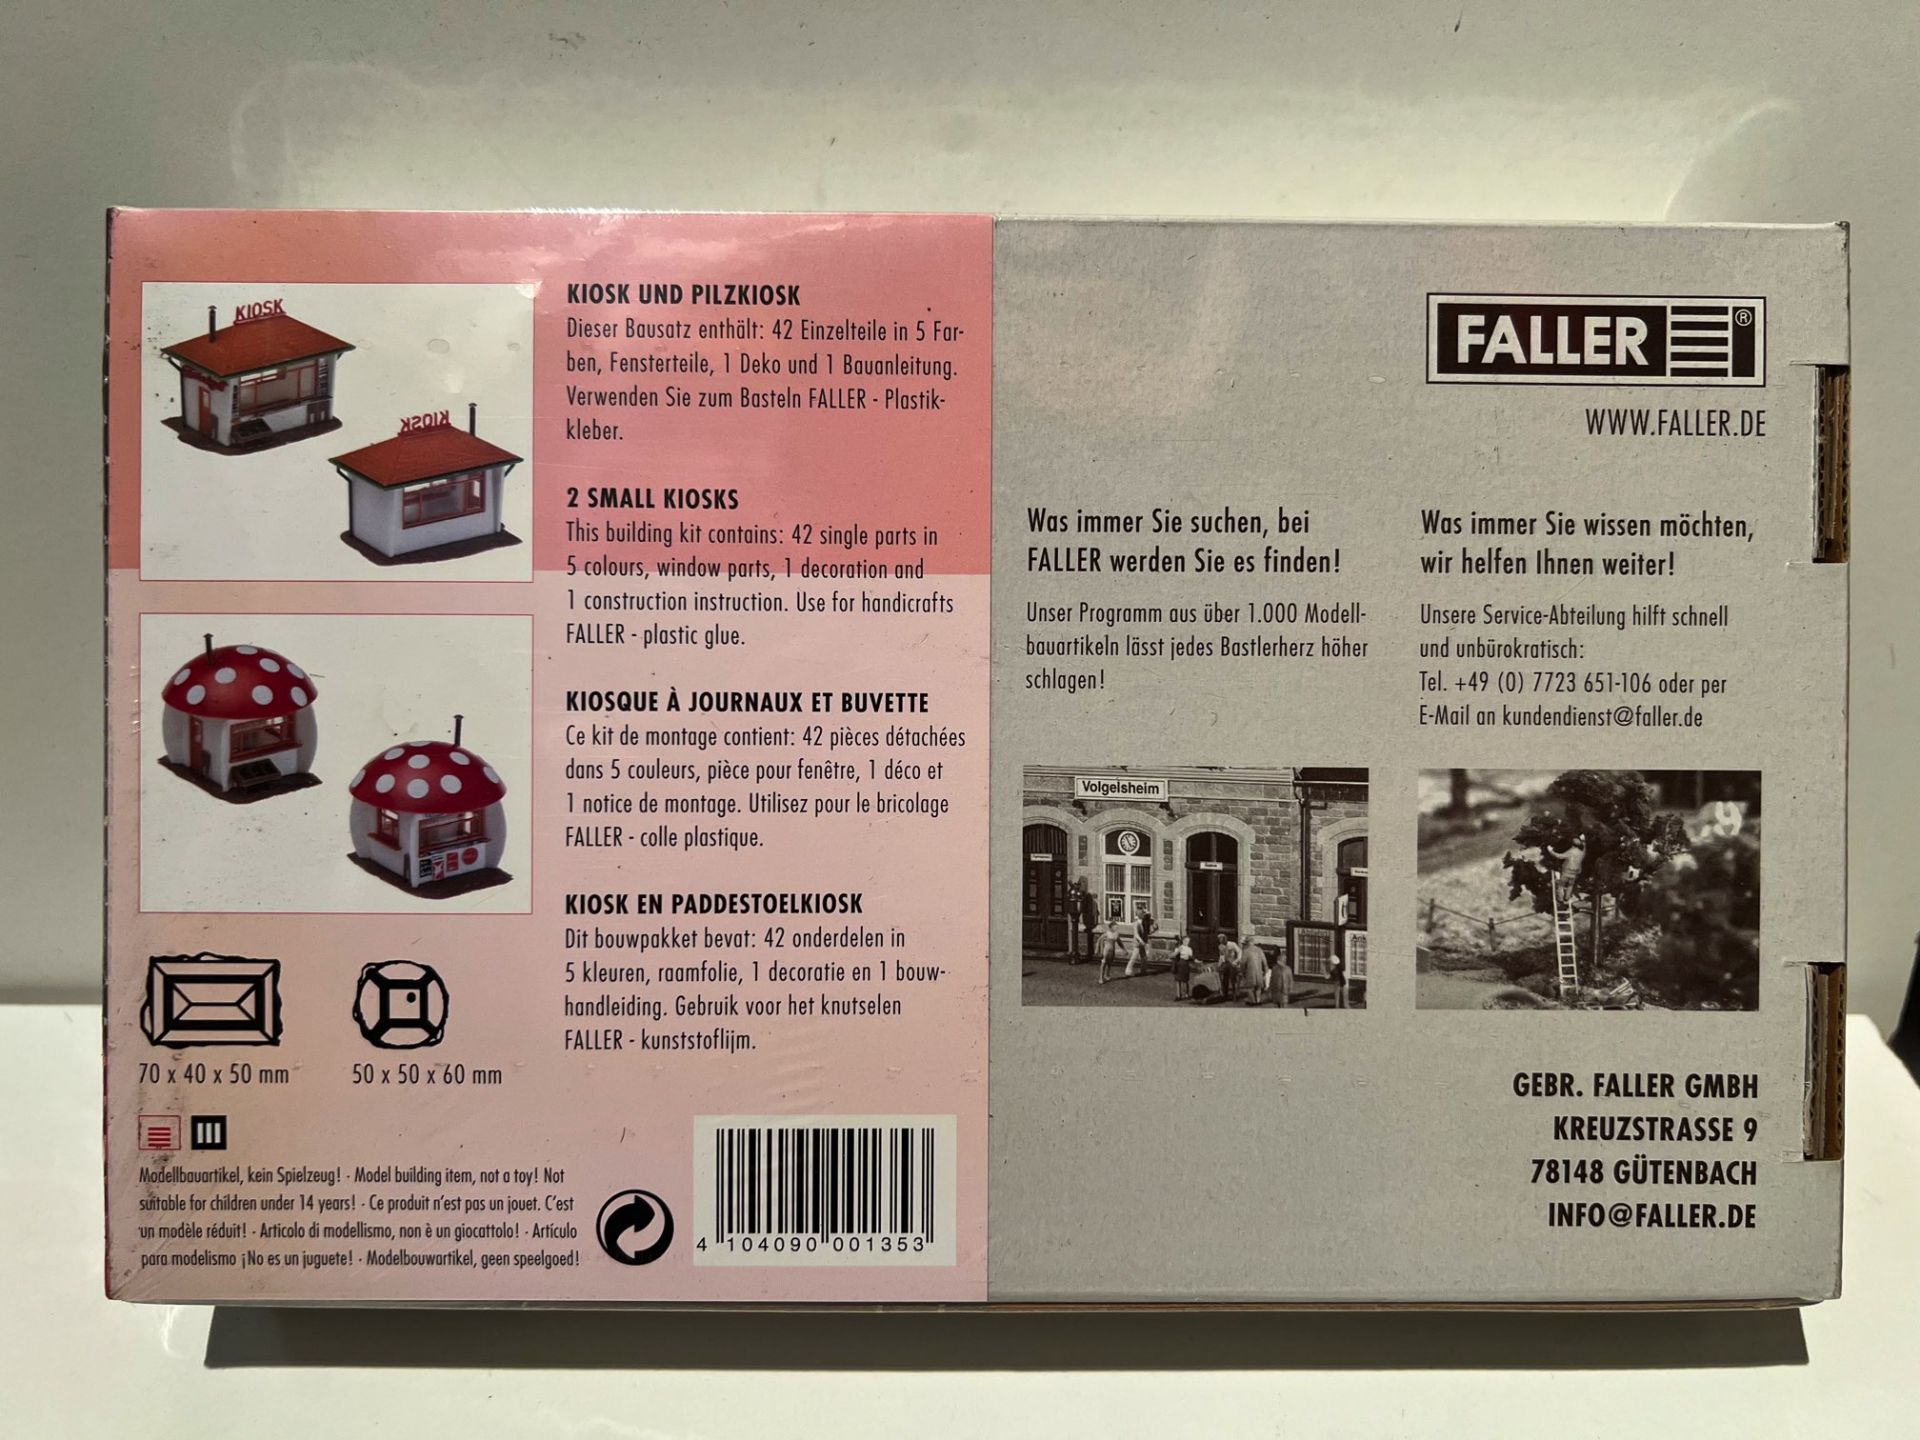 KIOSK
KIOSK
KIOSK UND PILZKIOSK
Dieser Bausatz enthält: 42 Einzelteile in 5 Far-
ben, Fensterteile, 1 Deko und 1 Bauanleitung.
Verwenden Sie zum Basteln FALLER - Plastik-
kleber.
2 SMALL KIOSKS
This building kit contains: 42 single parts in
5 colours, window parts, 1 decoration and
1 construction instruction. Use for handicrafts
FALLER - plastic glue.
KIOSQUE À JOURNAUX ET BUVETTE
Ce kit de montage contient: 42 pièces détachées
dans 5 couleurs, pièce pour fenêtre, 1 déco et
1 notice de montage. Utilisez pour le bricolage
FALLER - colle plastique.
KIOSK EN PADDESTOELKIOSK
Dit bouwpakket bevat: 42 onderdelen in
5 kleuren, raamfolie, 1 decoratie en 1 bouw-
handleiding. Gebruik voor het knutselen
FALLER - kunststoflijm.
70 x 40 x 50 mm
50 x 50 x 60 mm
Modellbauartikel, kein Spielzeug! · Model building item, not a toy! Not
suitable for children under 14 years! · Ce produit n'est pas un jouet. C'est
un modèle réduit! · Articolo di modellismo, non è un giocattolo! · Artículo
para modelismo ¡No es un juguete! · Modelbouwartikel, geen speelgoed!
4 104090 001353
FALLER ®
WWW.FALLER.DE
Was immer Sie suchen, bei
FALLER werden Sie es finden!
Unser Programm aus über 1.000 Modell-
bauartikeln lässt jedes Bastlerherz höher
schlagen!
Volgelsheim
Was immer Sie wissen möchten,
wir helfen Ihnen weiter!
Unsere Service-Abteilung hilft schnell
und unbürokratisch:
Tel. +49 (0) 7723 651-106 oder per
E-Mail an kundendienst@faller.de
GEBR. FALLER GMBH
KREUZSTRASSE 9
78148 GÜTENBACH
INFO@FALLER.DE